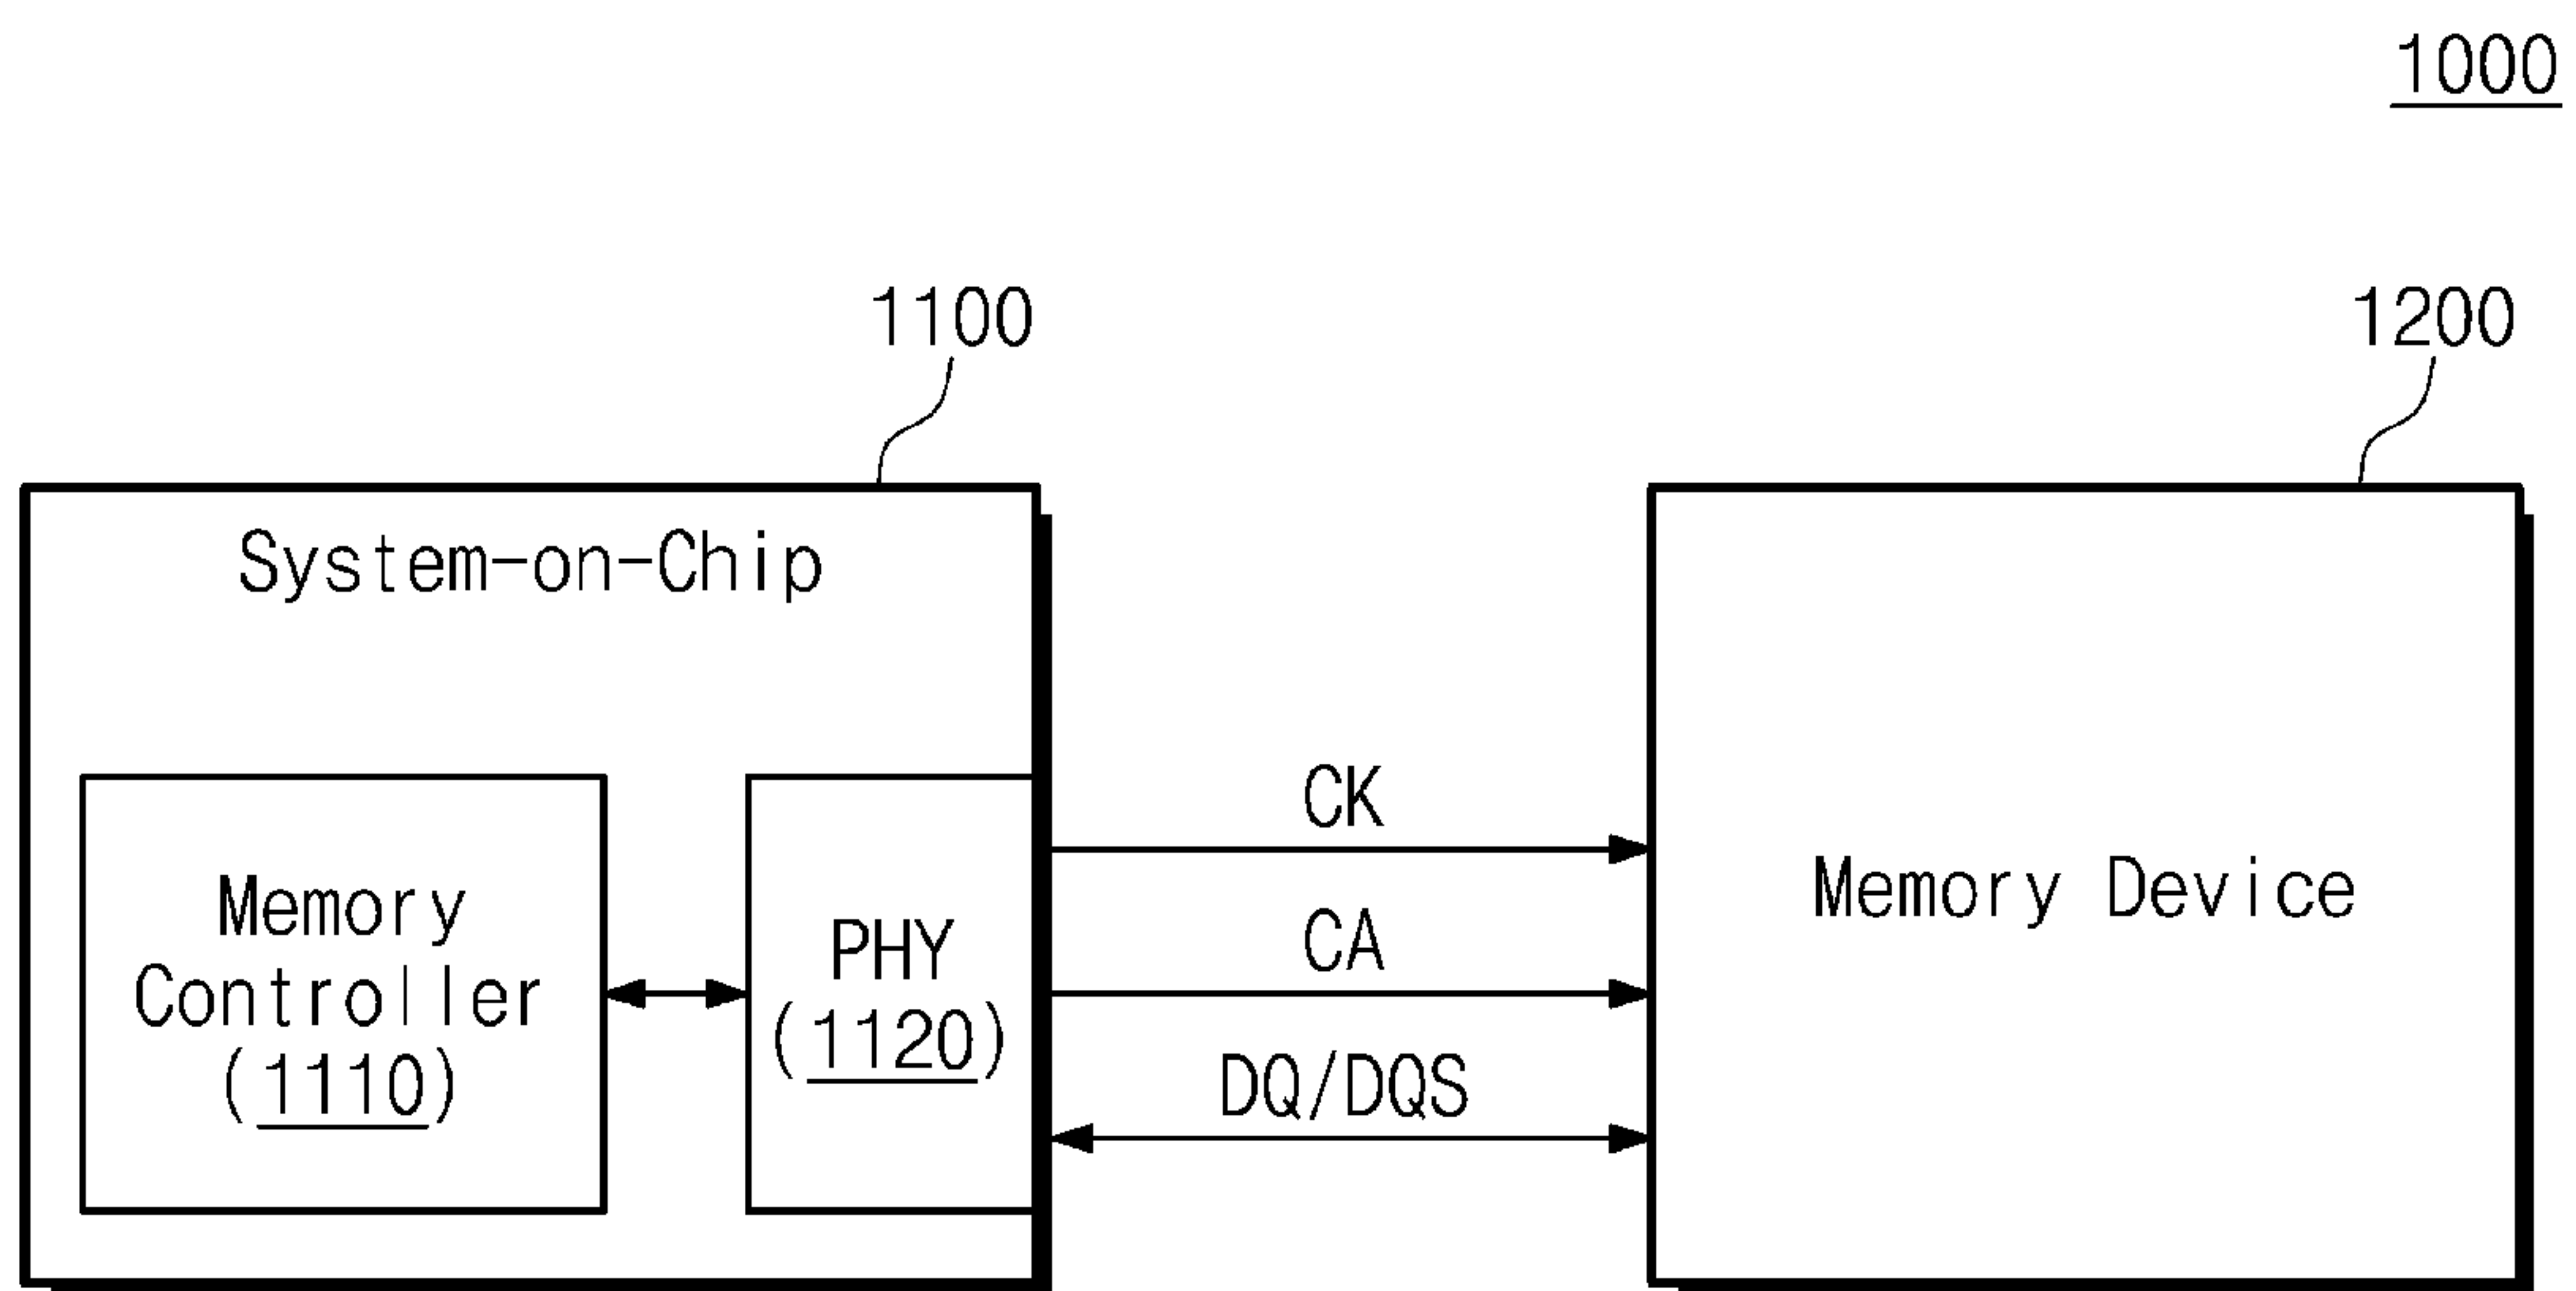 1000
1100
1200
System-on-Chip
Memory
Controller
(1110)
PHY
(1120)
CK
CA
DQ/DQS
Memory Device